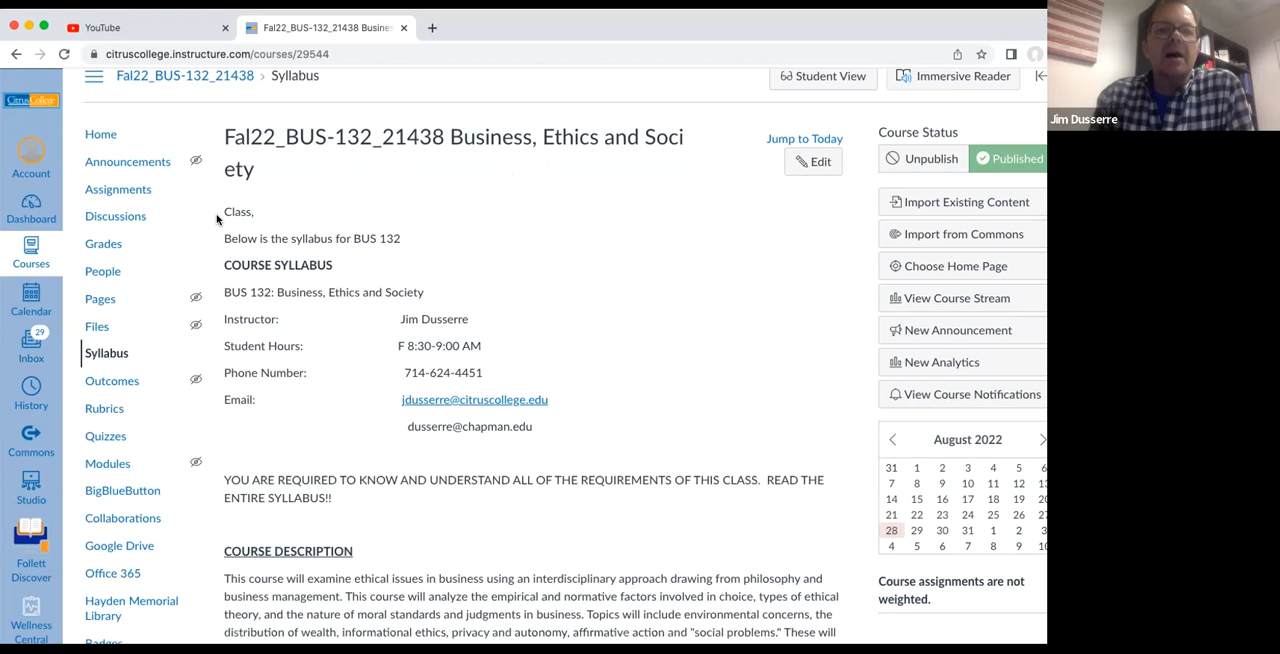 YouTube
Fal22_BUS-132_21438 Busine
citruscollege.instructure.com/courses/29544
Fal22_BUS-132_21438 > Syllabus
Student View
Immersive Reader
Jim Dusserre
Citrus College
Account
Dashboard
Courses
Calendar
29
Inbox
History
Commons
Studio
Follett
Discover
Wellness
Central
Home
Announcements
Assignments
Discussions
Grades
People
Pages
Files
Syllabus
Outcomes
Rubrics
Quizzes
Modules
BigBlueButton
Collaborations
Google Drive
Office 365
Hayden Memorial
Library
Badges
Fal22_BUS-132_21438 Business, Ethics and Soci
ety
Jump to Today
Edit
Class,
Below is the syllabus for BUS 132
COURSE SYLLABUS
BUS 132: Business, Ethics and Society
Instructor: Jim Dusserre
Student Hours: F 8:30-9:00 AM
Phone Number: 714-624-4451
Email: jdusserre@citruscollege.edu
dusserre@chapman.edu
YOU ARE REQUIRED TO KNOW AND UNDERSTAND ALL OF THE REQUIREMENTS OF THIS CLASS. READ THE
ENTIRE SYLLABUS!!
COURSE DESCRIPTION
This course will examine ethical issues in business using an interdisciplinary approach drawing from philosophy and
business management. This course will analyze the empirical and normative factors involved in choice, types of ethical
theory, and the nature of moral standards and judgments in business. Topics will include environmental concerns, the
distribution of wealth, informational ethics, privacy and autonomy, affirmative action and "social problems." These will
Course Status
Unpublish
Published
Import Existing Content
Import from Commons
Choose Home Page
View Course Stream
New Announcement
New Analytics
View Course Notifications
August 2022
31 1 2 3 4 5 6
7 8 9 10 11 12
14 15 16 17 18 19
21 22 23 24 25 26
28 29 30 31 1 2 3
4 5 6 7 8 9
Course assignments are not
weighted.